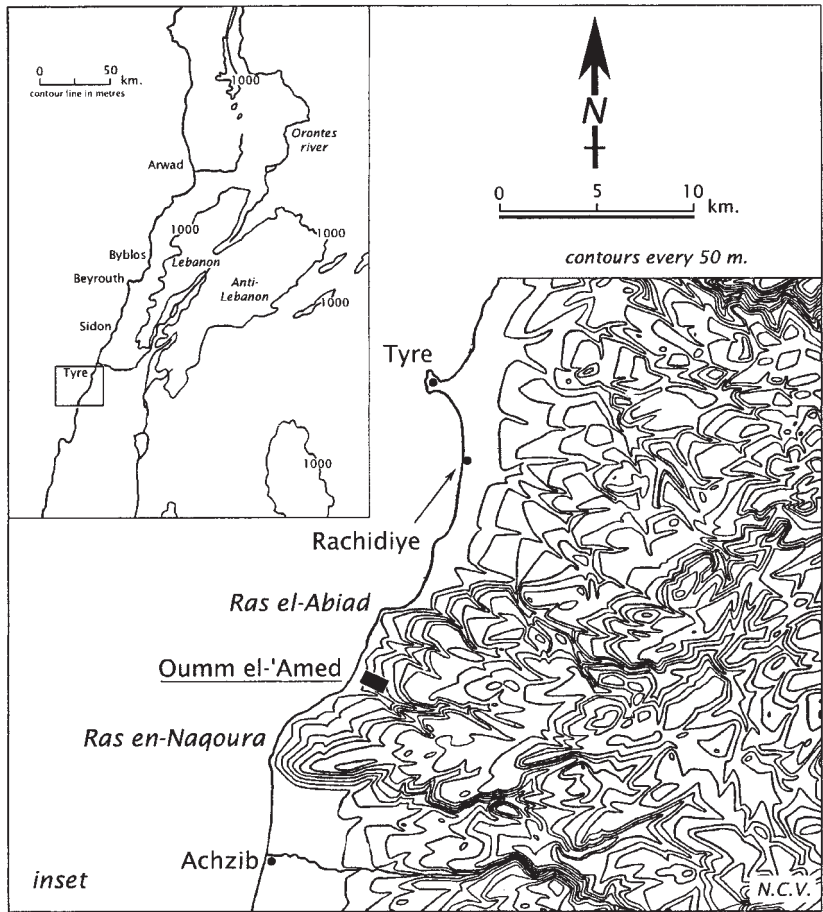 0 50
km.
contour line in metres
1000
Orontes
river
Arwad
1000
1000
Byblos
Lebanon
Beyrouth
Anti-
Lebanon
1000
Sidon
Tyre
1000
N
0 5 10
km.
contours every 50 m.
Tyre
Rachidiye
Ras el-Abiad
Oumm el-'Amed
Ras en-Naqoura
Achzib
inset
N.C.V.